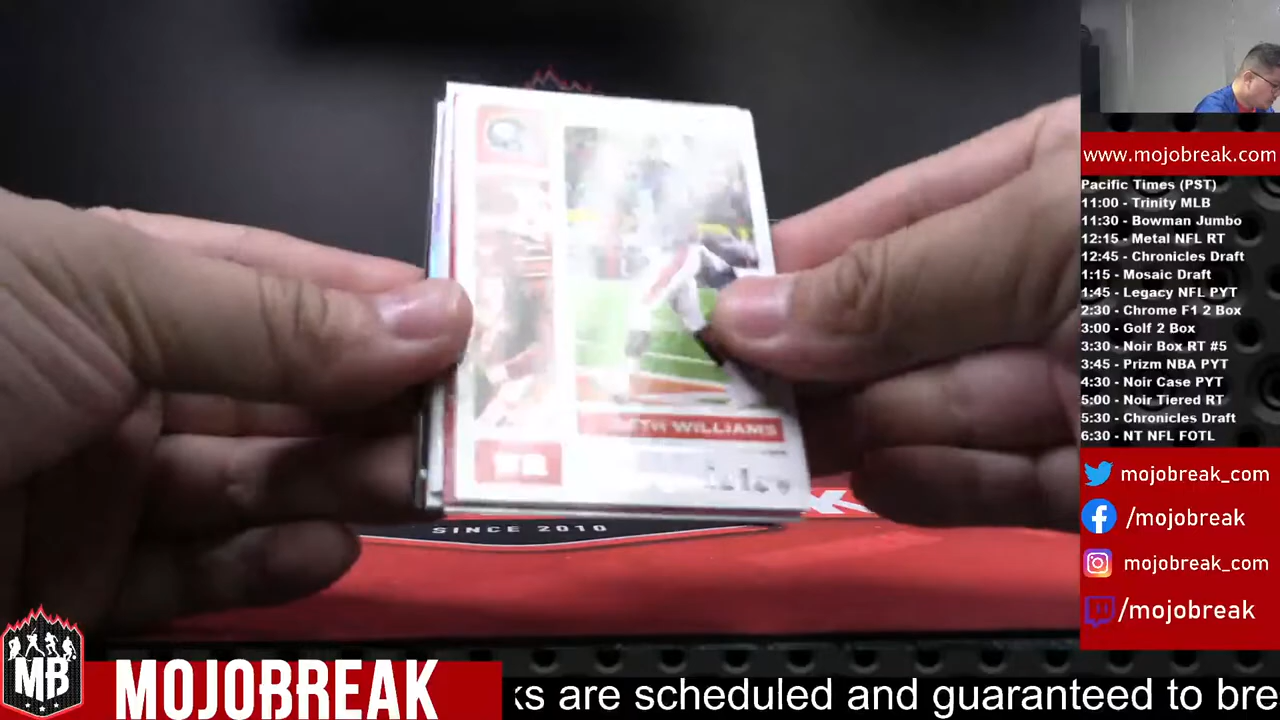 WILLIAMS
SINCE 2010
www.mojobreak.com
Pacific Times (PST)
11:00 - Trinity MLB
11:30 - Bowman Jumbo
12:15 - Metal NFL RT
12:45 - Chronicles Draft
1:15 - Mosaic Draft
1:45 - Legacy NFL PYT
2:30 - Chrome F1 2 Box
3:00 - Golf 2 Box
3:30 - Noir Box RT #5
3:45 - Prizm NBA PYT
4:30 - Noir Case PYT
5:00 - Noir Tiered RT
5:30 - Chronicles Draft
6:30 - NT NFL FOTL
mojobreak_com
/mojobreak
mojobreak_com
/mojobreak
MB
MOJOBREAK
ks are scheduled and guaranteed to bre